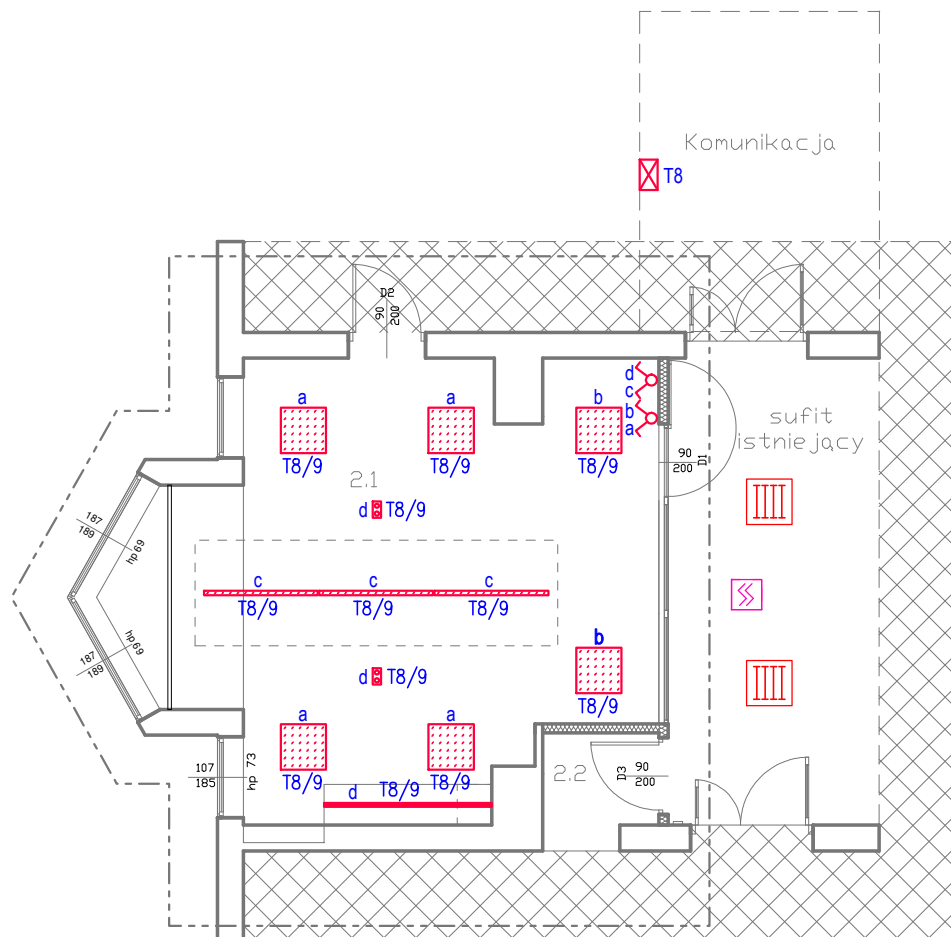 Komunikacja
T8
D2
90
200
d
c
b
a
a
a
b
T8/9
T8/9
T8/9
sufit
istniejący
90
200
D1
2.1
d T8/9
187
189
hp 69
c
c
c
T8/9
T8/9
T8/9
hp 69
187
189
b
d T8/9
T8/9
a
a
T8/9
T8/9
107
185
hp 73
d T8/9
2.2
D3
90
200